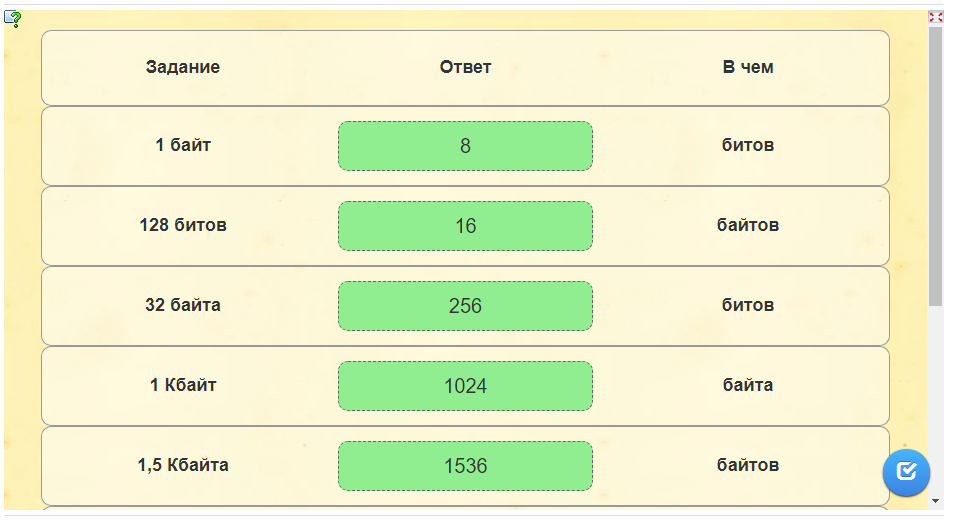 Задание Ответ В чем
1 байт 8 битов
128 битов 16 байтов
32 байта 256 битов
1 Кбайт 1024 байта
1,5 Кбайта 1536 байтов